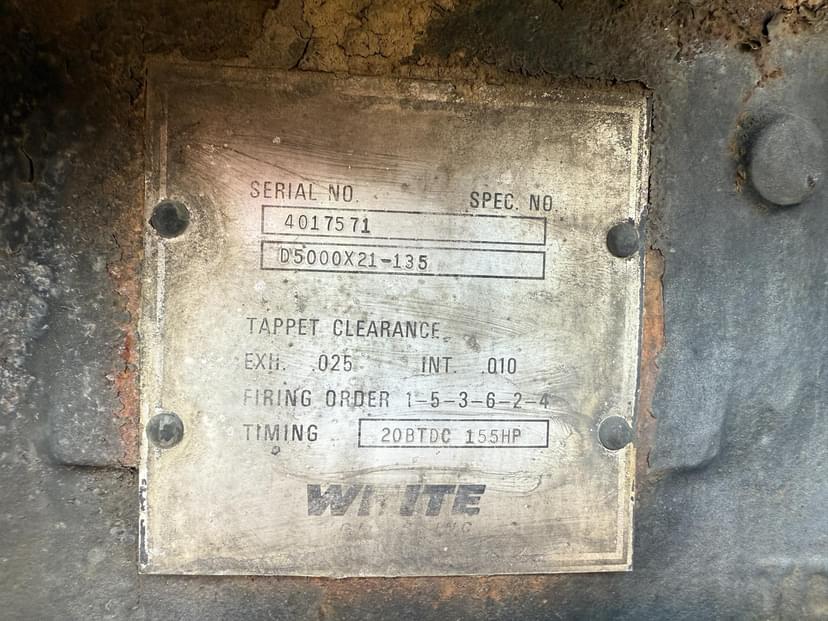 SERIAL NO. SPEC. NO.
4017571
D5000X21-135
TAPPET CLEARANCE
EXH. .025 INT. .010
FIRING ORDER 1-5-3-6-2-4
TIMING 20BTDC 155HP
WHITE